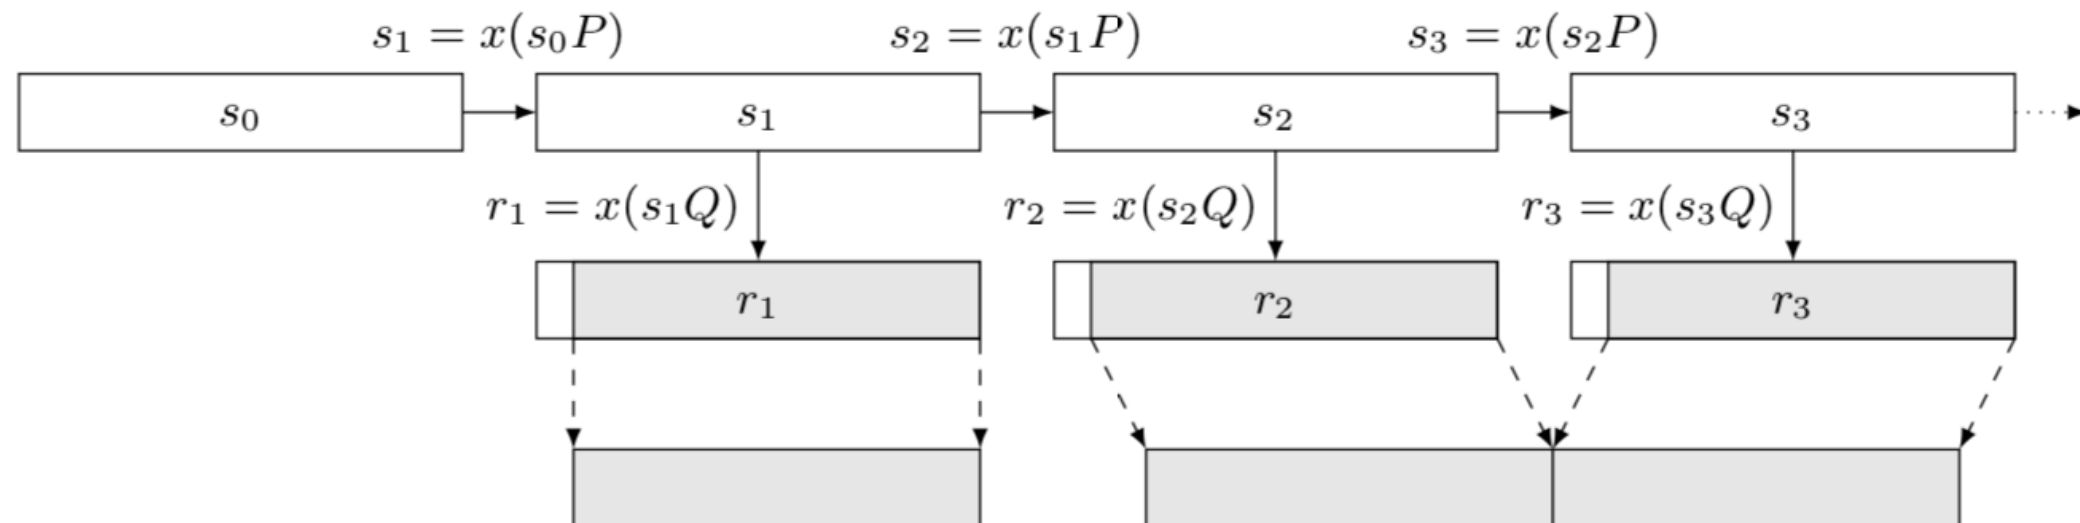 s₁ = x(s₀P) s₂ = x(s₁P) s₃ = x(s₂P)
s₀ s₁ s₂ s₃
r₁ = x(s₁Q) r₂ = x(s₂Q) r₃ = x(s₃Q)
r₁ r₂ r₃